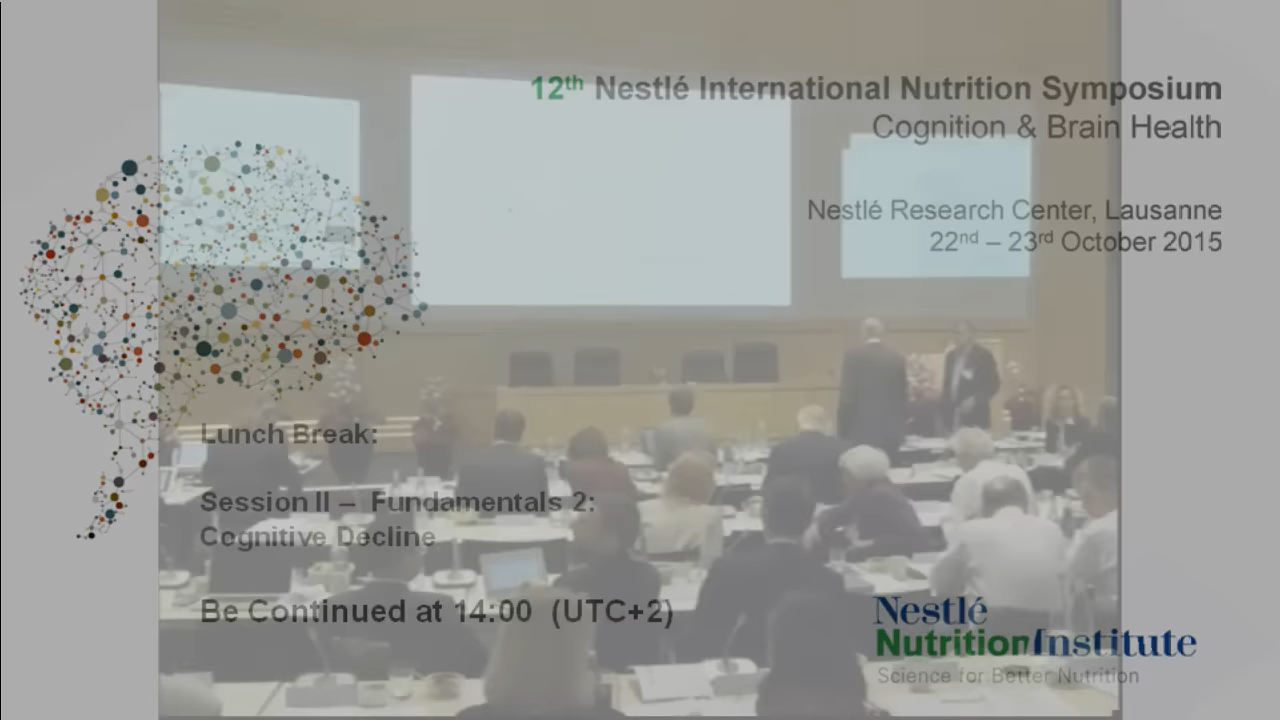 12th Nestlé International Nutrition Symposium
Cognition & Brain Health
Nestlé Research Center, Lausanne
22nd – 23rd October 2015
Lunch Break:
Session II – Fundamentals 2:
Cognitive Decline
Be Continued at 14:00 (UTC+2)
Nestlé
NutritionInstitute
Science for Better Nutrition